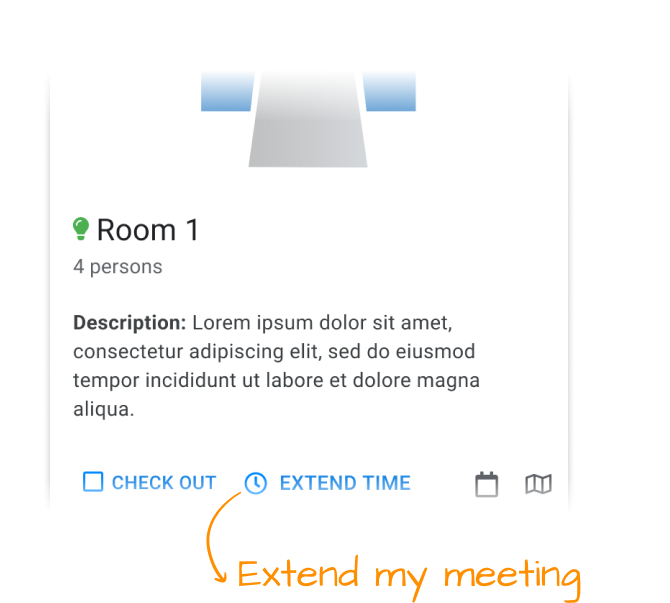 Room 1
4 persons
Description: Lorem ipsum dolor sit amet,
consectetur adipiscing elit, sed do eiusmod
tempor incididunt ut labore et dolore magna
aliqua.
CHECK OUT EXTEND TIME
Extend my meeting